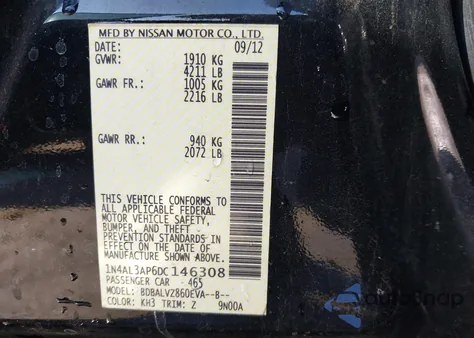 MFD BY NISSAN MOTOR CO., LTD.
DATE: 09/12
GVWR: 1910 KG
4211 LB
GAWR FR.: 1005 KG
2216 LB
GAWR RR.: 940 KG
2072 LB
THIS VEHICLE CONFORMS TO
ALL APPLICABLE FEDERAL
MOTOR VEHICLE SAFETY,
BUMPER, AND THEFT
PREVENTION STANDARDS IN
EFFECT ON THE DATE OF
MANUFACTURE SHOWN ABOVE.
1N4AL3AP6DC146308
PASSENGER CAR 465
MODEL: BDBALVZ860EVA--B--
COLOR: KH3 TRIM: Z 9N00A